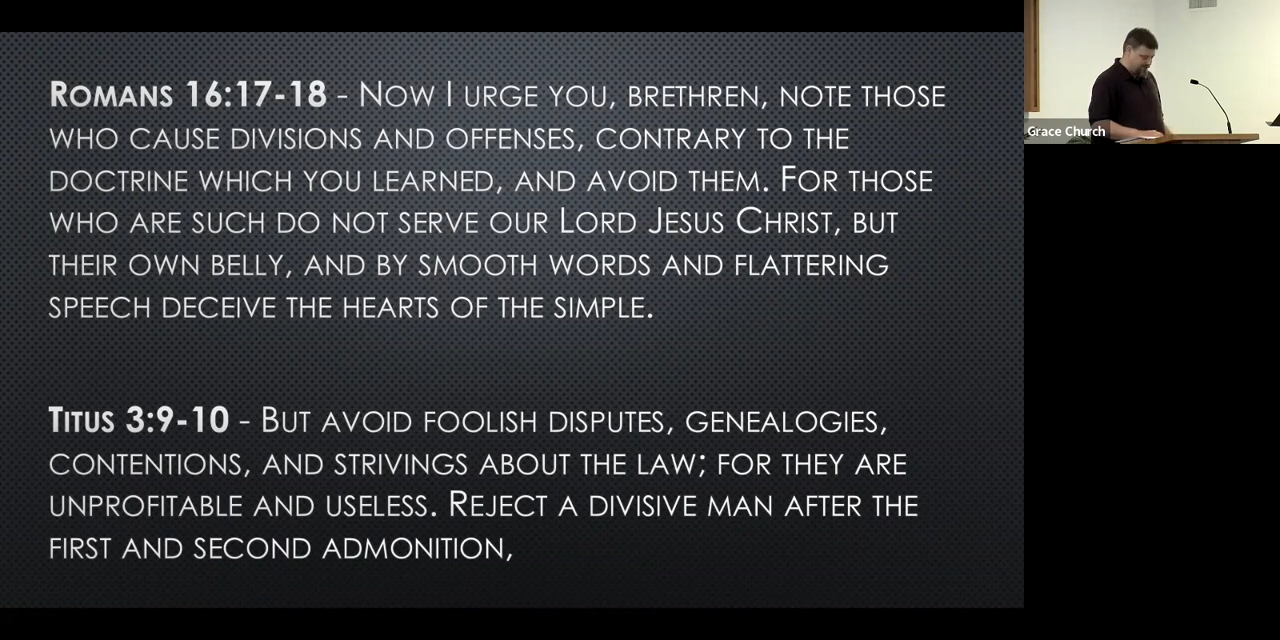 Romans 16:17-18 - Now I urge you, brethren, note those
who cause divisions and offenses, contrary to the
doctrine which you learned, and avoid them. For those
who are such do not serve our Lord Jesus Christ, but
their own belly, and by smooth words and flattering
speech deceive the hearts of the simple.
Titus 3:9-10 - But avoid foolish disputes, genealogies,
contentions, and strivings about the law; for they are
unprofitable and useless. Reject a divisive man after the
first and second admonition,
Grace Church